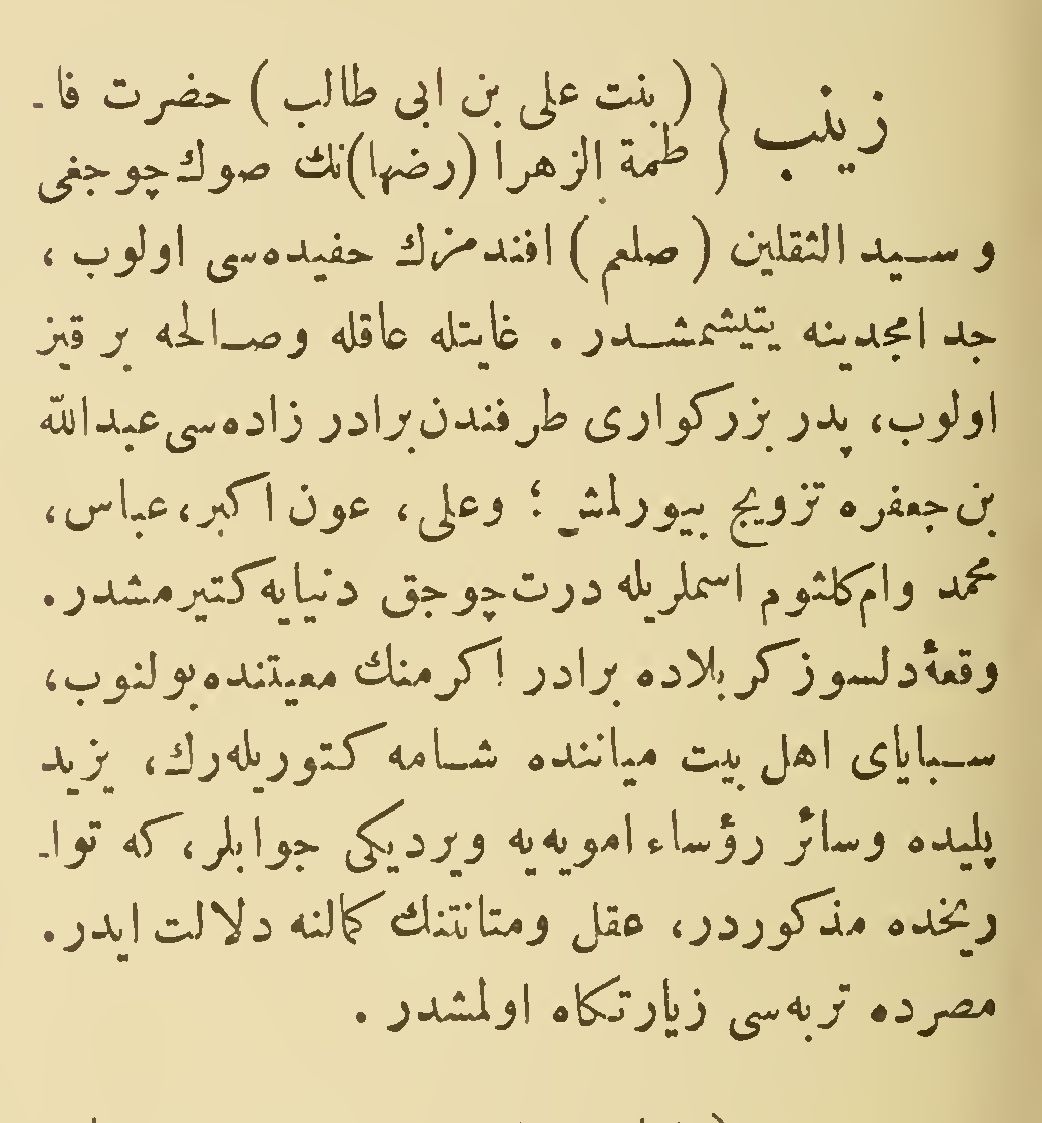 زينب { (بنت على بن ابى طالب) حضرت فا-
طمة الزهرا (رضها)نك صوك چوجغى
و سيد الثقلين (صلعم) افندمزك حفيده‌سى اولوب ،
جد امجدينه يتيشمشدر . غايتله عاقله وصالحه بر قيز
اولوب، پدر بزركوارى طرفندن برادر زاده‌سى عبدالله
بن جعفره تزويج بيورلمش ؛ وعلى، عون اكبر، عباس،
محمد وام كلثوم اسملريله درت چوجق دنيايه كتيرمشدر.
وقعۀ دلسوز كربلاده برادر اكرمنك معيتنده بولنوب،
سباياى اهل بيت مياننده شامه كتوريله‌رك، يزيد
پليده وسائر رؤساء امويه‌يه ويرديكى جوابلر، كه توا-
ريخده مذكوردر، عقل ومتانتنك كمالنه دلالت ايدر.
مصرده تربه‌سى زيارتكاه اولمشدر .